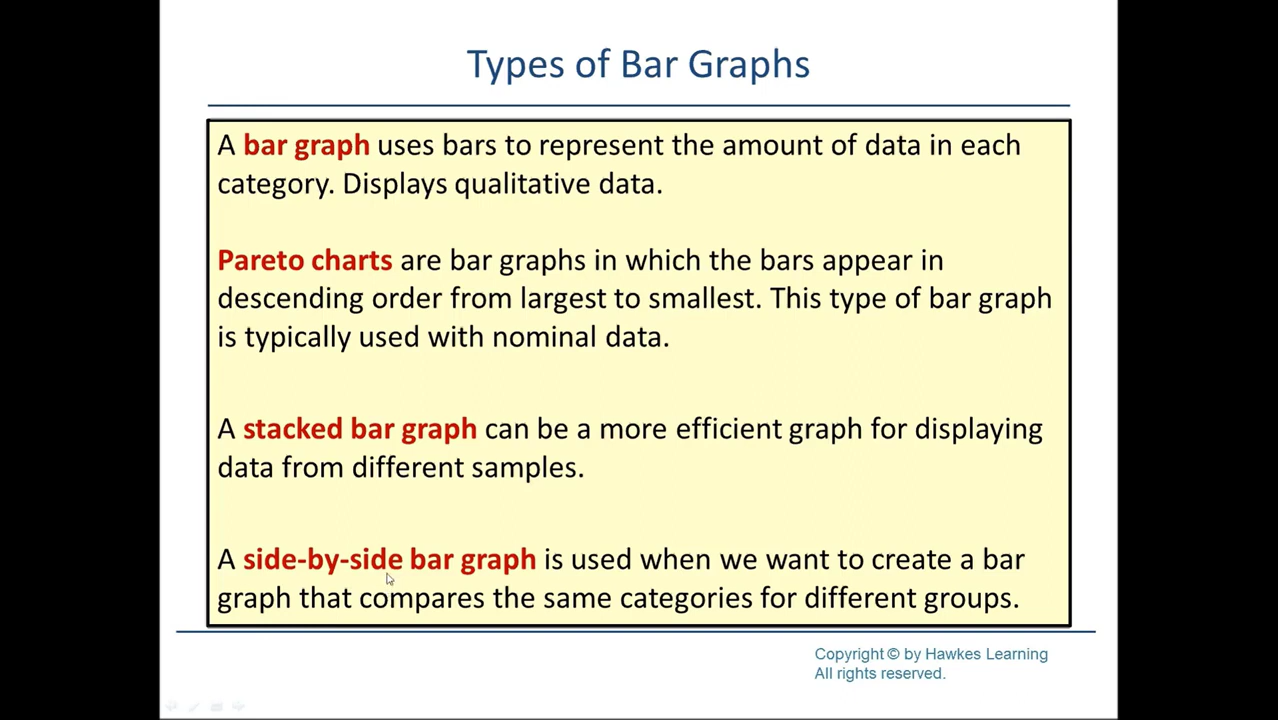 Types of Bar Graphs
A bar graph uses bars to represent the amount of data in each
category. Displays qualitative data.
Pareto charts are bar graphs in which the bars appear in
descending order from largest to smallest. This type of bar graph
is typically used with nominal data.
A stacked bar graph can be a more efficient graph for displaying
data from different samples.
A side-by-side bar graph is used when we want to create a bar
graph that compares the same categories for different groups.
Copyright © by Hawkes Learning
All rights reserved.